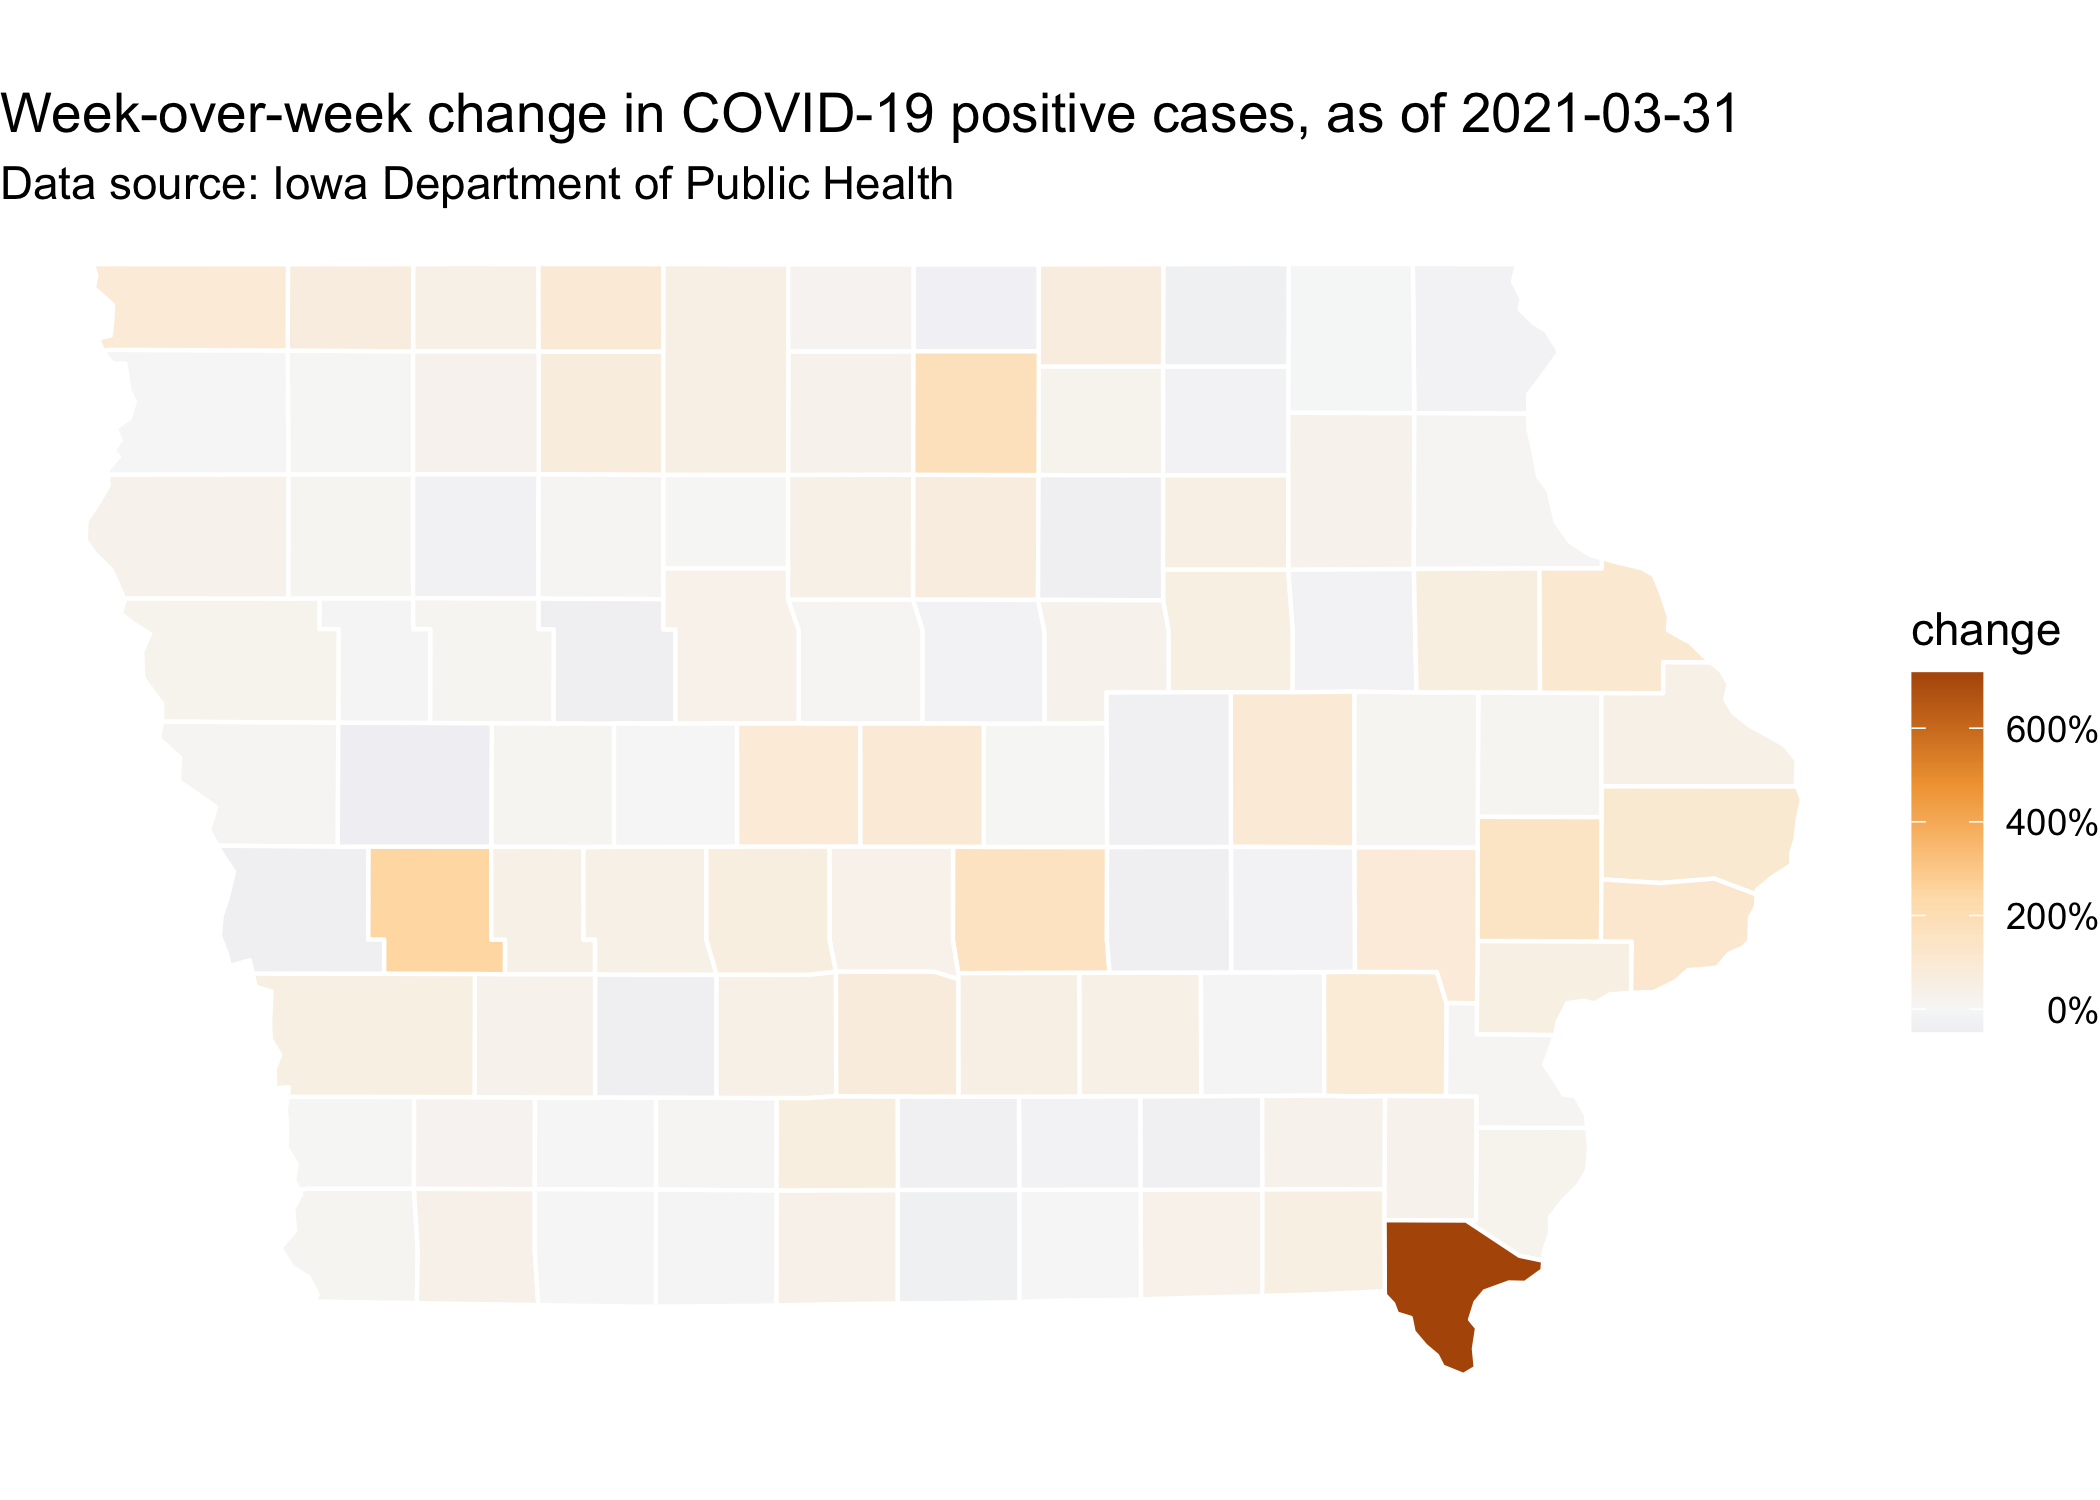 Week-over-week change in COVID-19 positive cases, as of 2021-03-31
Data source: Iowa Department of Public Health
change
600%
400%
200%
0%